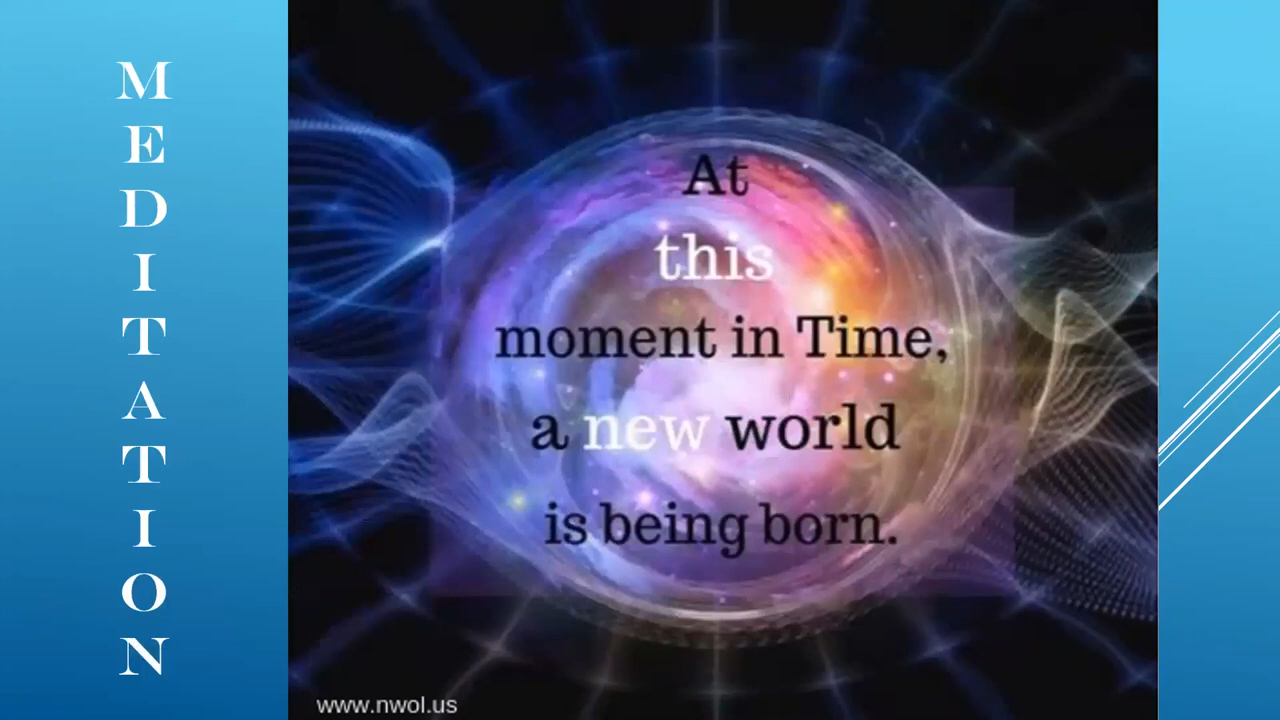 MEDITATION
At
this
moment in Time,
a new world
is being born.
www.nwol.us